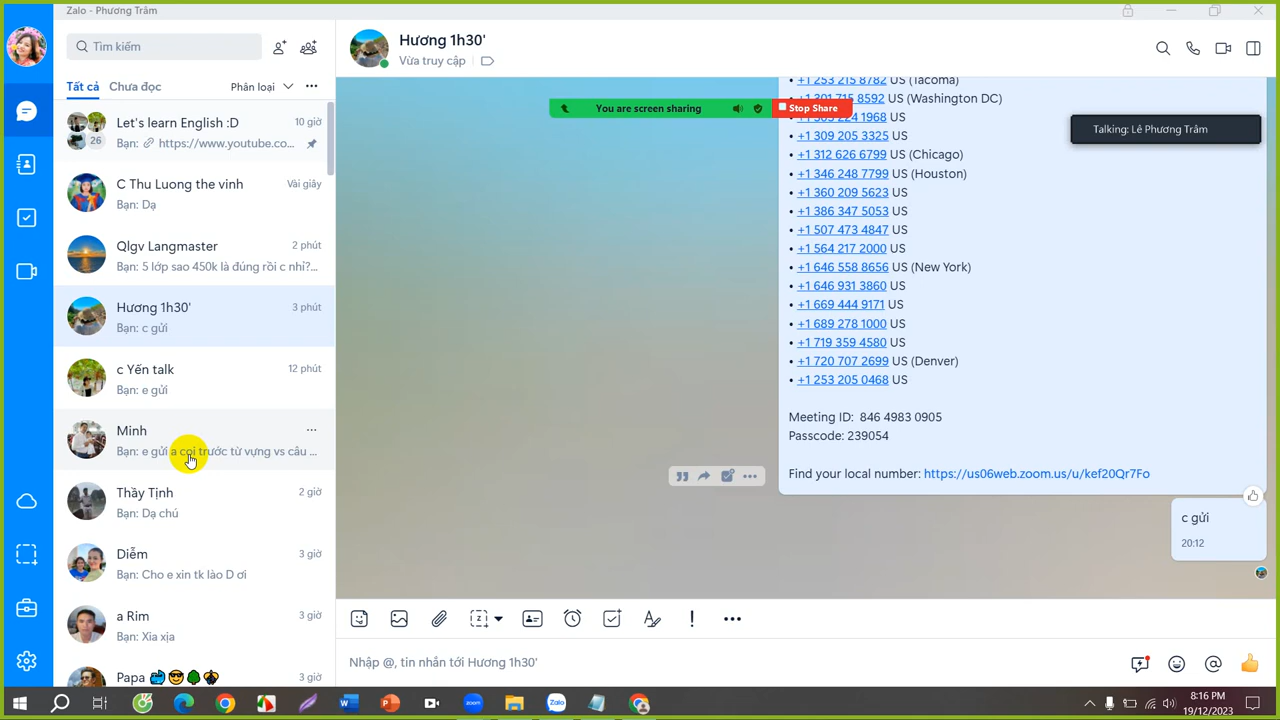 Zalo - Phương Trâm
Tìm kiếm
Tất cả
Chưa đọc
Phân loại
Let's learn English :D
10 giờ
26
Bạn: https://www.youtube.co...
C Thu Luong the vinh
Vài giây
Bạn: Dạ
Qlgv Langmaster
2 phút
Bạn: 5 lớp sao 450k là đúng rồi c nhỉ?...
Hương 1h30'
3 phút
Bạn: c gửi
c Yến talk
12 phút
Bạn: e gửi
Minh
Bạn: e gửi a coi trước từ vựng vs câu ...
Thầy Tịnh
2 giờ
Bạn: Dạ chú
Diễm
3 giờ
Bạn: Cho e xin tk lào D ơi
a Rim
3 giờ
Bạn: Xia xịa
Papa
3 giờ
Hương 1h30'
Vừa truy cập
You are screen sharing
Stop Share
Talking: Lê Phương Trâm
• +1 253 215 8782 US (Tacoma)
• +1 301 715 8592 US (Washington DC)
• +1 305 224 1968 US
• +1 309 205 3325 US
• +1 312 626 6799 US (Chicago)
• +1 346 248 7799 US (Houston)
• +1 360 209 5623 US
• +1 386 347 5053 US
• +1 507 473 4847 US
• +1 564 217 2000 US
• +1 646 558 8656 US (New York)
• +1 646 931 3860 US
• +1 669 444 9171 US
• +1 689 278 1000 US
• +1 719 359 4580 US
• +1 720 707 2699 US (Denver)
• +1 253 205 0468 US
Meeting ID: 846 4983 0905
Passcode: 239054
Find your local number: https://us06web.zoom.us/u/kef20Qr7Fo
c gửi
20:12
Nhập @, tin nhắn tới Hương 1h30'
8:16 PM
19/12/2023